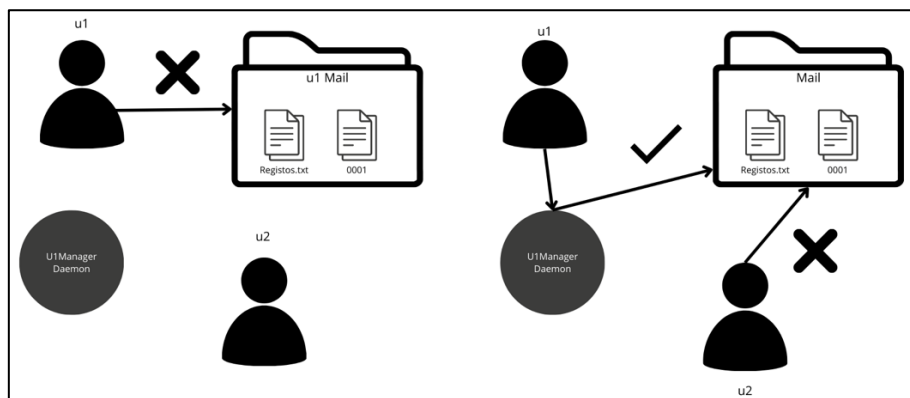 u1
u1 Mail
Registos.txt
0001
U1Manager
Daemon
u2
u1
Mail
Registos.txt
0001
U1Manager
Daemon
u2